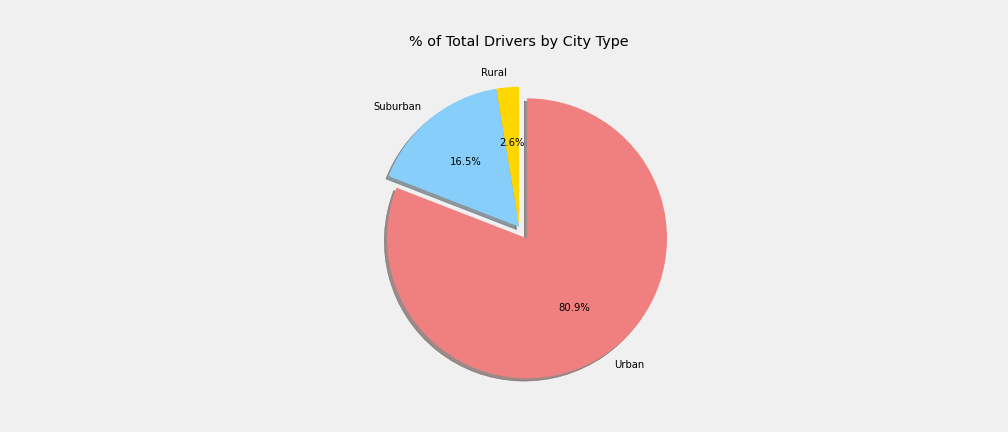 % of Total Drivers by City Type
Rural
Suburban
2.6%
16.5%
80.9%
Urban